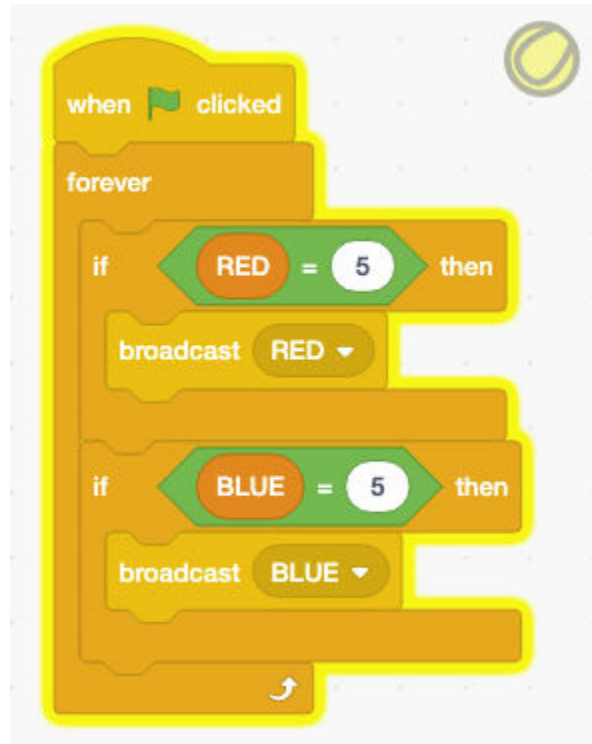 when clicked
forever
if RED = 5 then
broadcast RED
if BLUE = 5 then
broadcast BLUE